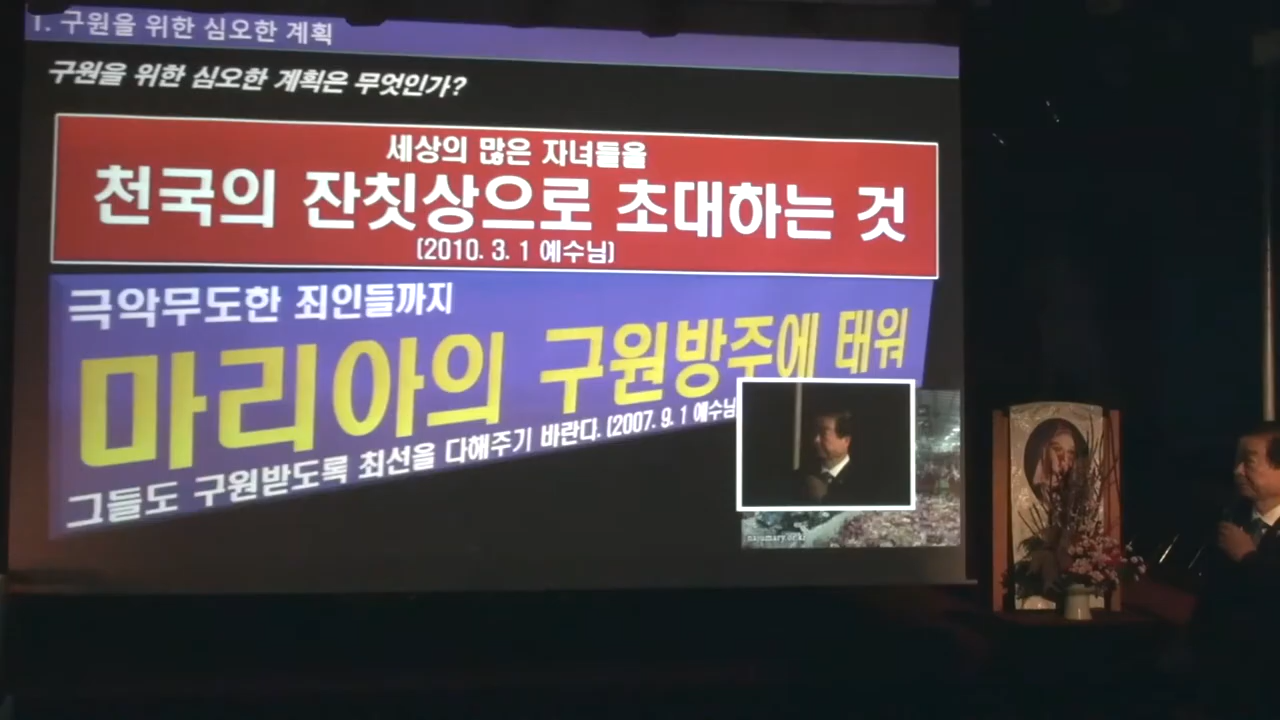 1. 구원을 위한 심오한 계획
구원을 위한 심오한 계획은 무엇인가?
세상의 많은 자녀들을
천국의 잔칫상으로 초대하는 것
(2010. 3. 1 예수님)
극악무도한 죄인들까지
마리아의 구원방주에 태워
그들도 구원받도록 최선을 다해주기 바란다. (2007. 9. 1 예수님
najumary.or.kr